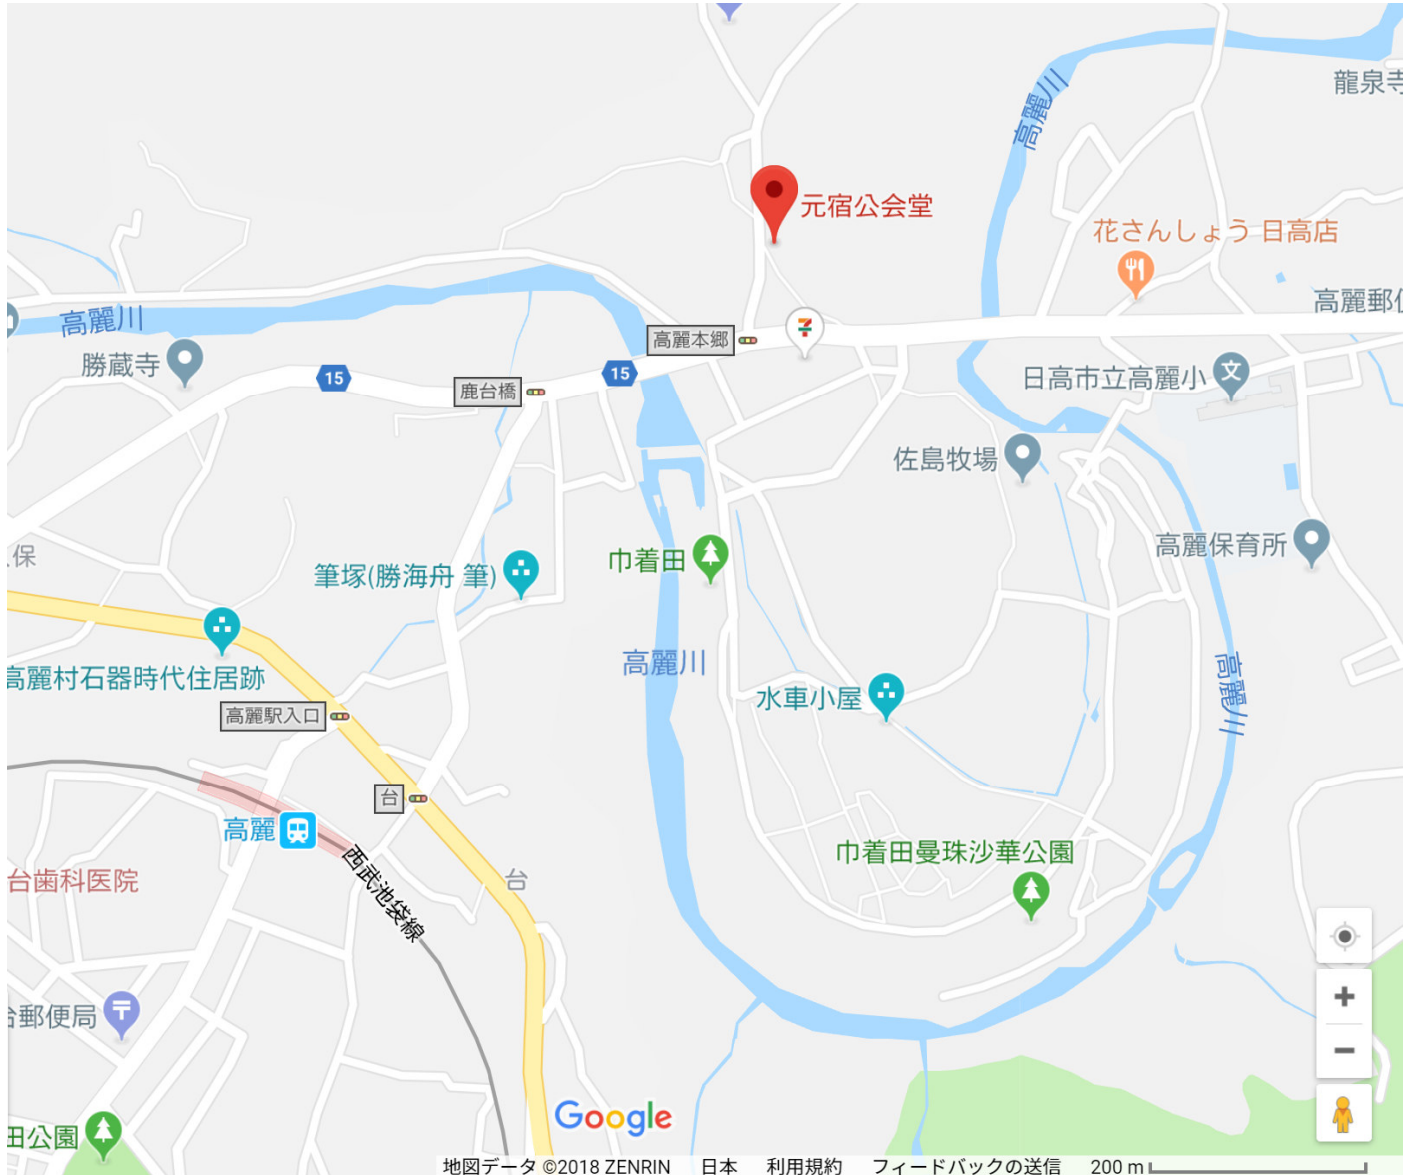 龍泉寺
高麗川
元宿公会堂
花さんしょう 日高店
高麗郵便
高麗川
高麗本郷
勝蔵寺
15
15
鹿台橋
日高市立高麗小
文
佐島牧場
保
巾着田
高麗保育所
筆塚(勝海舟 筆)
高麗川
高麗川
高麗村石器時代住居跡
水車小屋
高麗駅入口
台
高麗
西武池袋線
巾着田曼珠沙華公園
台歯科医院
台
台郵便局
田公園
Google
地図データ ©2018 ZENRIN 日本 利用規約 フィードバックの送信 200 m